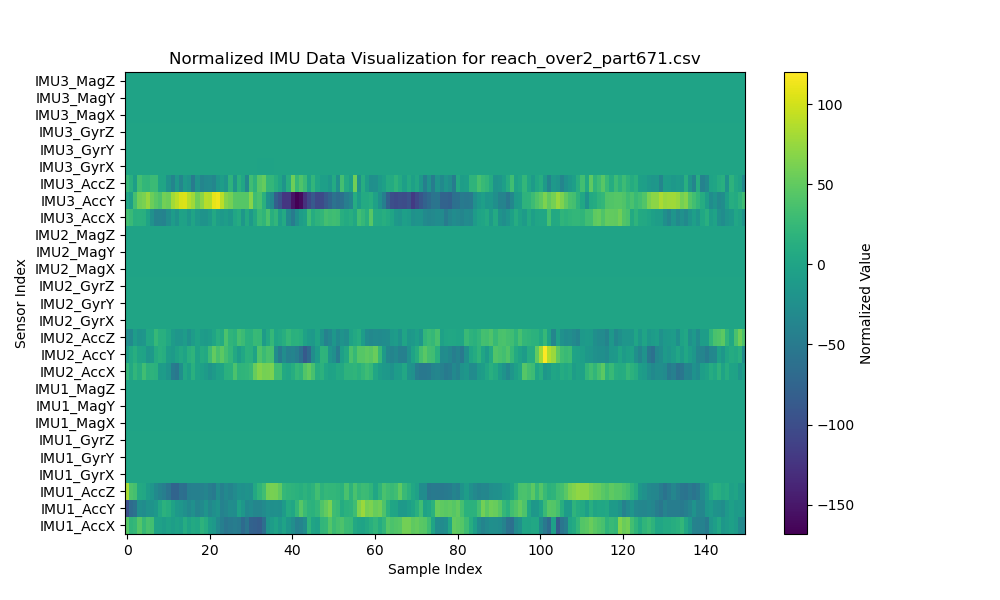 Normalized IMU Data Visualization for reach_over2_part671.csv
IMU3_MagZ
IMU3_MagY
IMU3_MagX
IMU3_GyrZ
IMU3_GyrY
IMU3_GyrX
IMU3_AccZ
IMU3_AccY
IMU3_AccX
IMU2_MagZ
IMU2_MagY
IMU2_MagX
IMU2_GyrZ
IMU2_GyrY
IMU2_GyrX
IMU2_AccZ
IMU2_AccY
IMU2_AccX
IMU1_MagZ
IMU1_MagY
IMU1_MagX
IMU1_GyrZ
IMU1_GyrY
IMU1_GyrX
IMU1_AccZ
IMU1_AccY
IMU1_AccX
Sensor Index
0 20 40 60 80 100 120 140
Sample Index
100
50
0
−50
−100
−150
Normalized Value